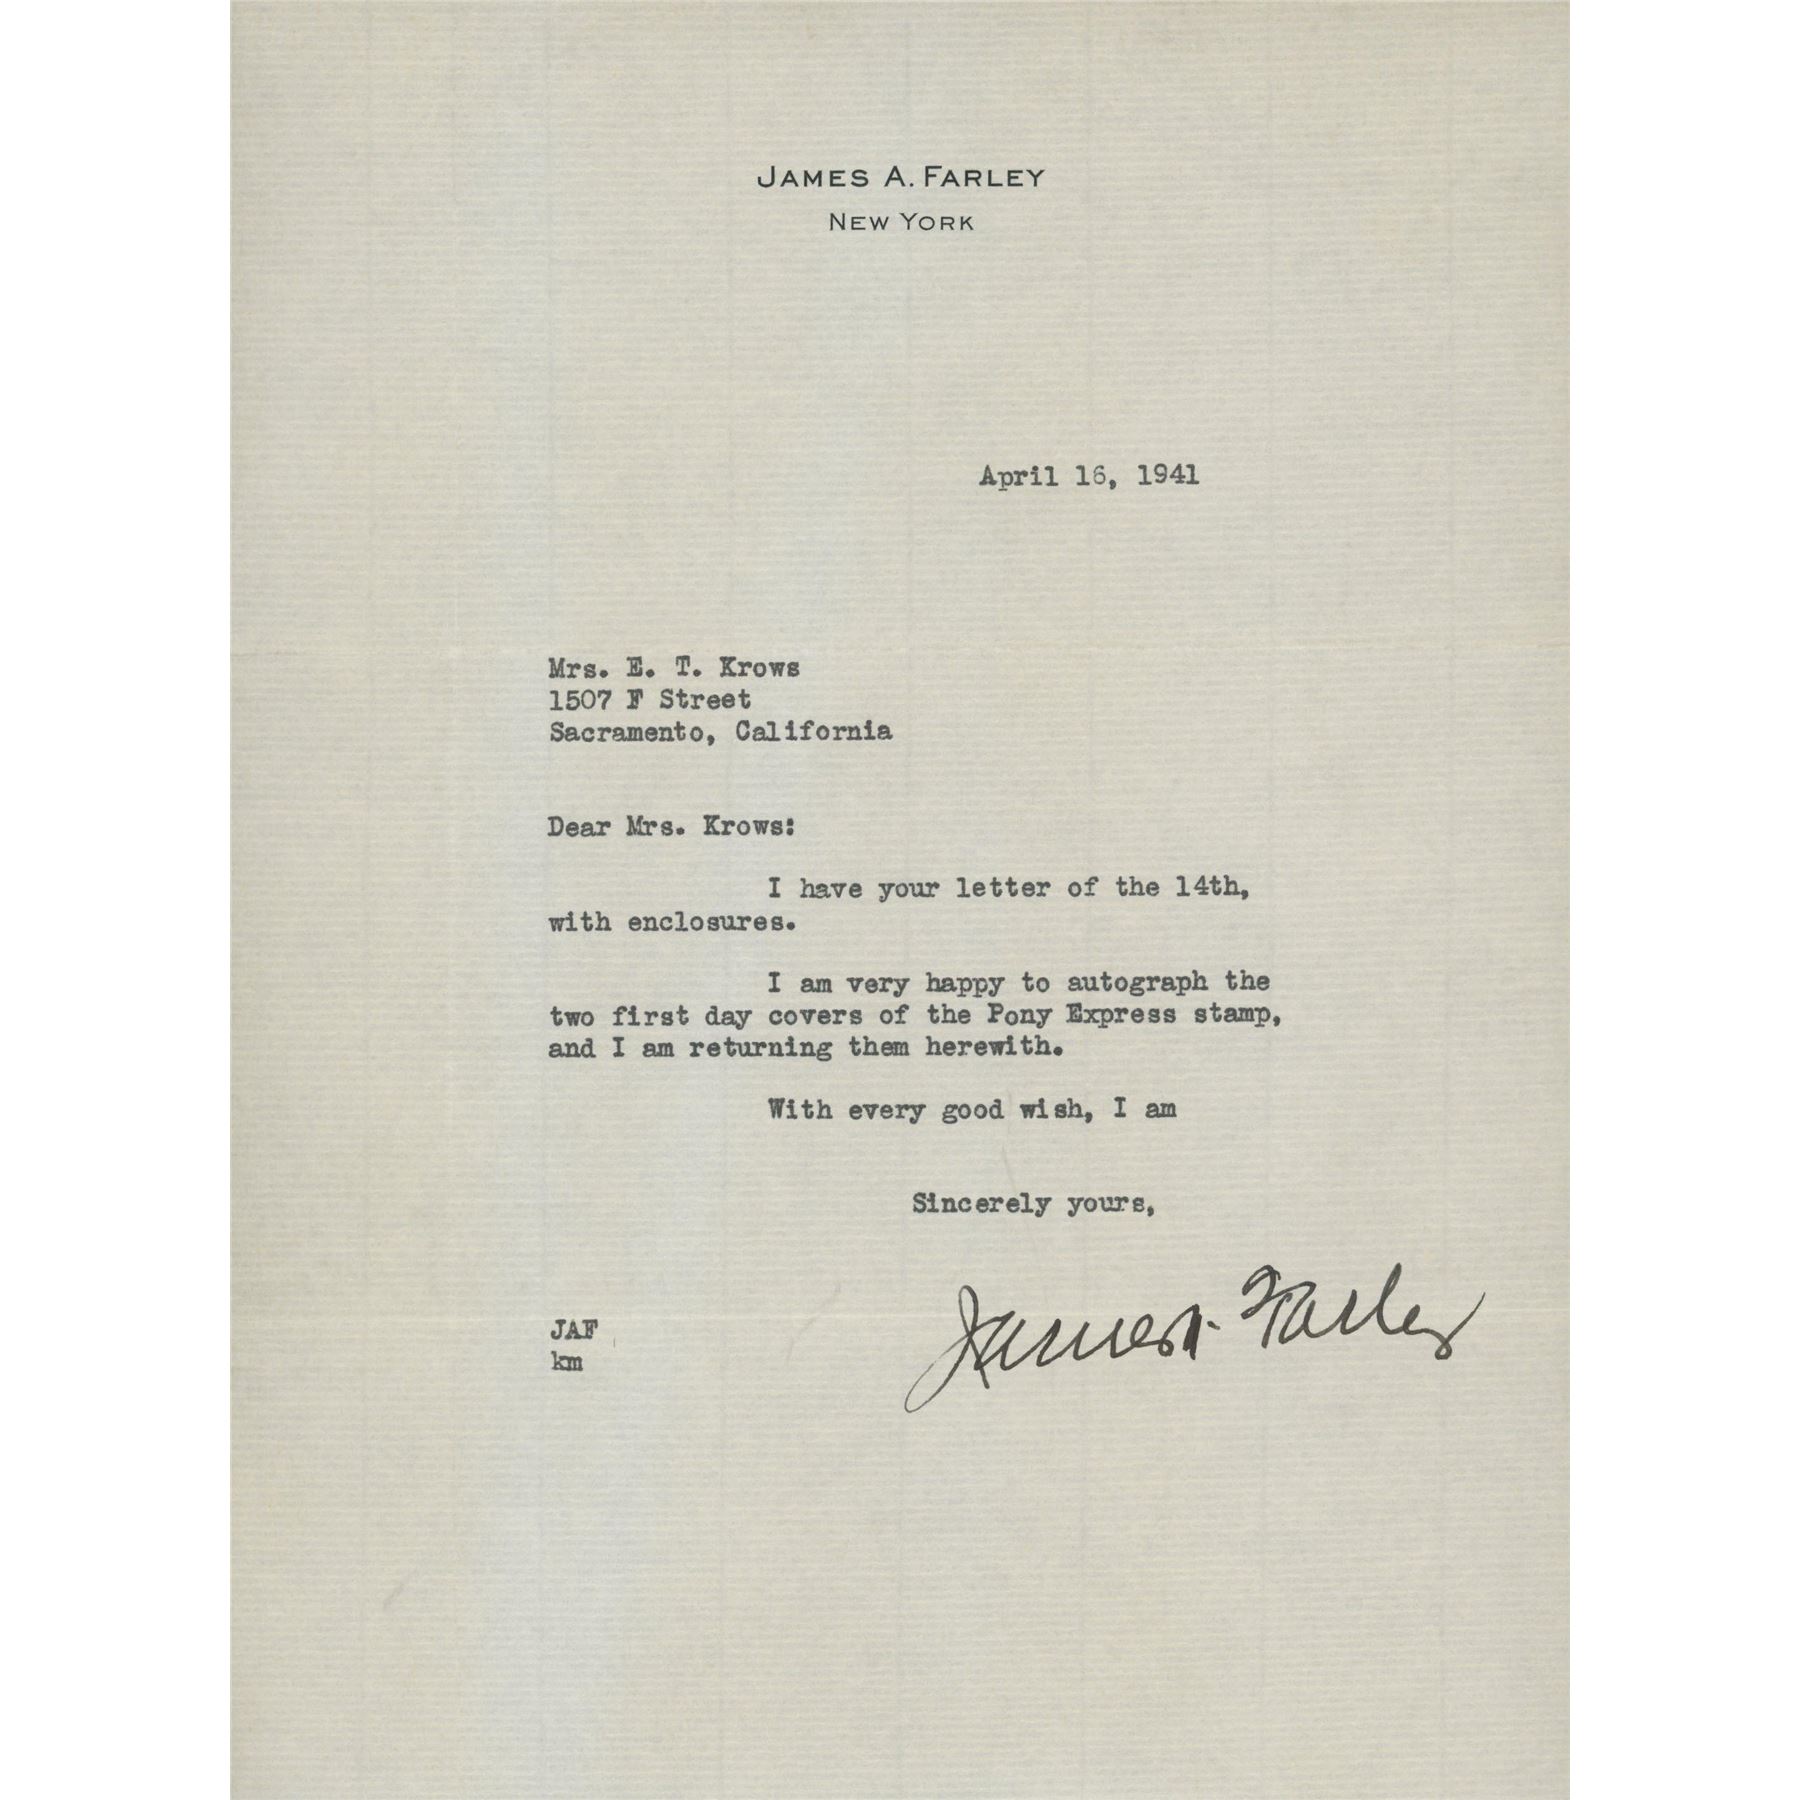 JAMES A. FARLEY
NEW YORK
April 16, 1941
Mrs. E. T. Krows
1507 F Street
Sacramento, California
Dear Mrs. Krows:
I have your letter of the 14th,
with enclosures.
I am very happy to autograph the
two first day covers of the Pony Express stamp,
and I am returning them herewith.
With every good wish, I am
Sincerely yours,
James A. Farley
JAF
km